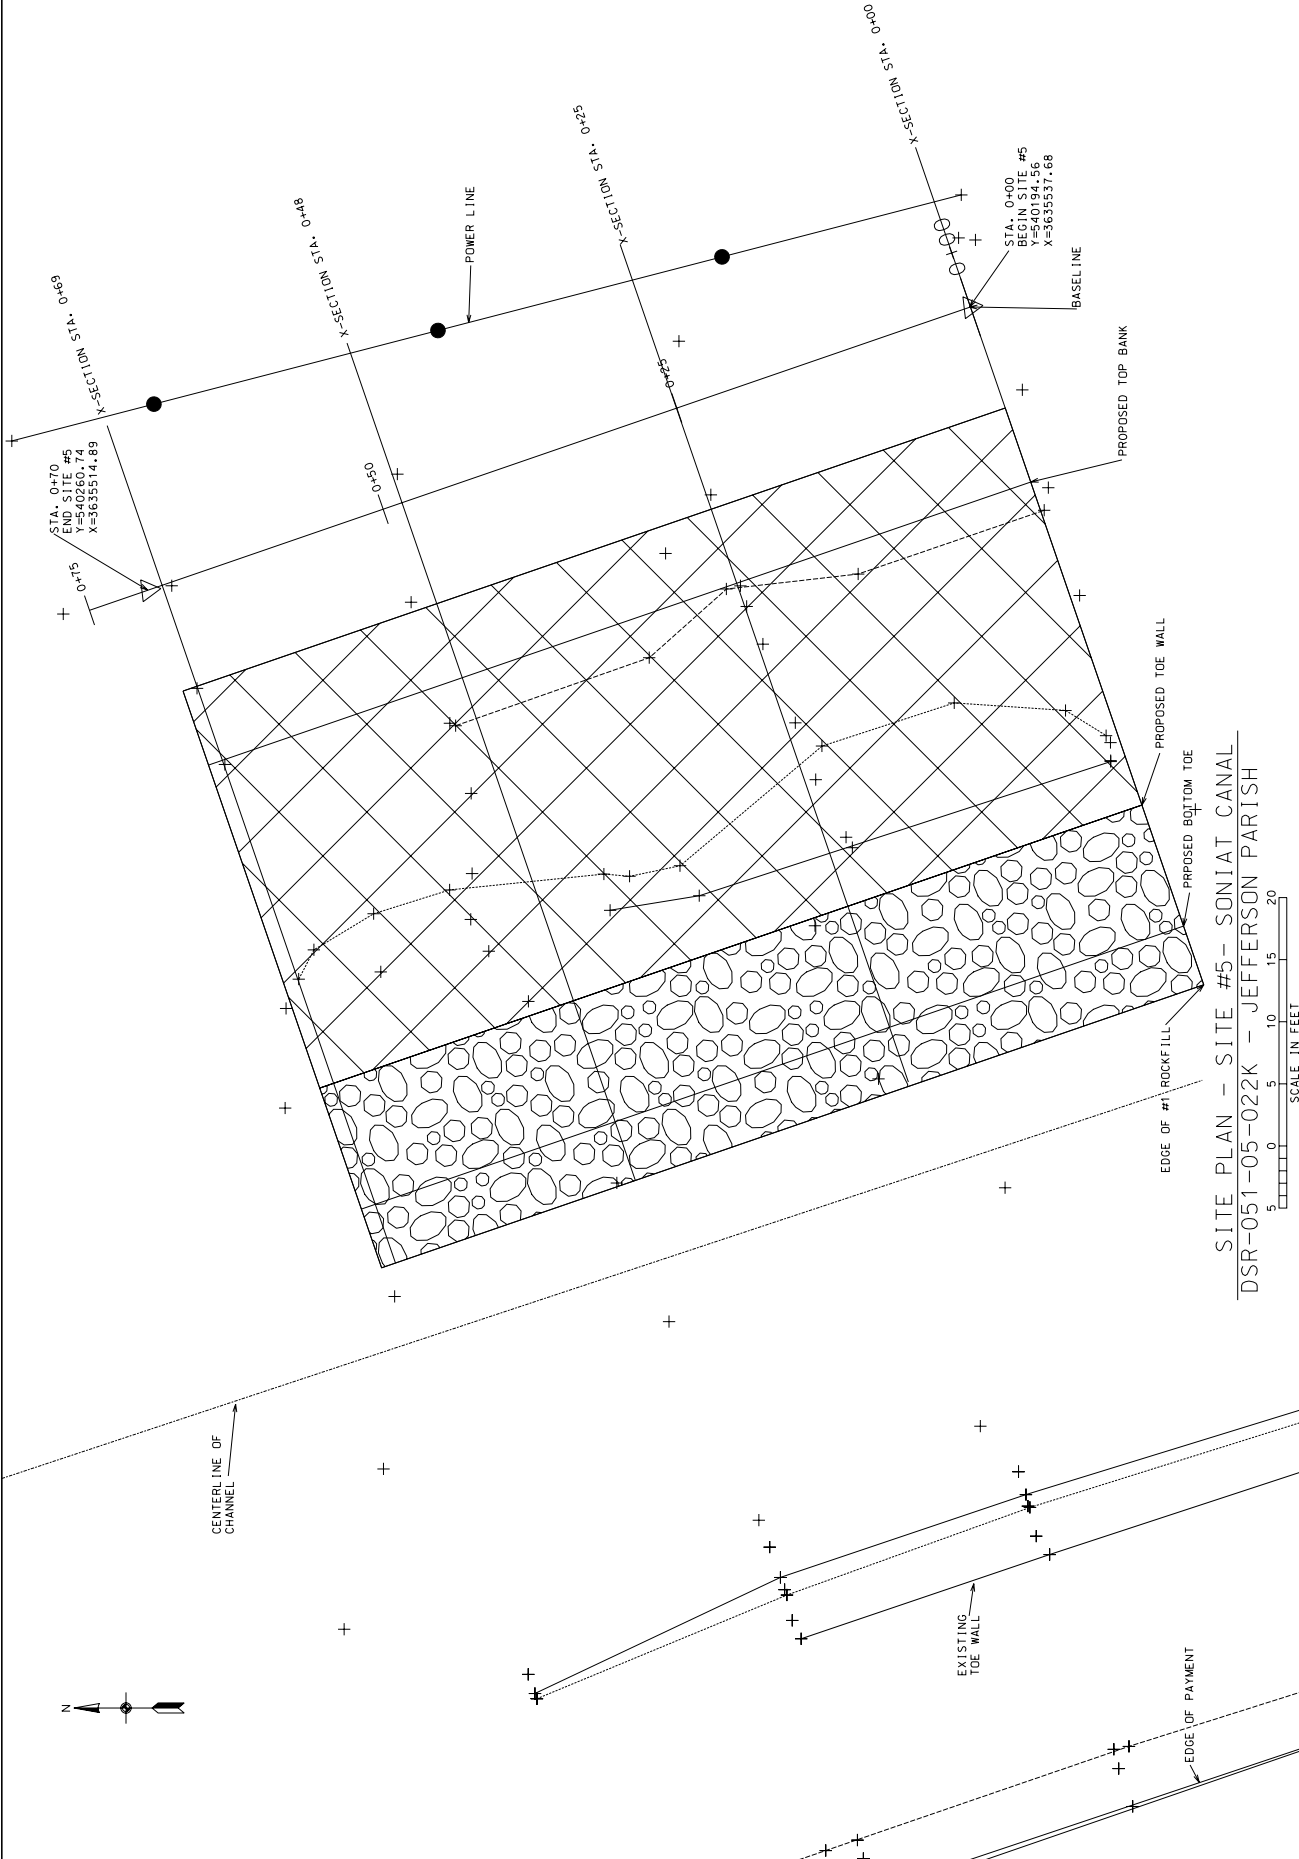 X-SECTION STA. 0+00
X-SECTION STA. 0+25
X-SECTION STA. 0+48
X-SECTION STA. 0+69
POWER LINE
STA. 0+00
BEGIN SITE #5
Y=540194.56
X=3635537.68
BASELINE
0+00
0+25
0+50
0+75
STA. 0+70
END SITE #5
Y=540260.74
X=3635514.89
PROPOSED TOP BANK
PROPOSED TOE WALL
PRPOSED BOTTOM TOE
EDGE OF #1 ROCKFILL
CENTERLINE OF
CHANNEL
EXISTING
TOE WALL
EDGE OF PAYMENT
N
SITE PLAN - SITE #5- SONIAT CANAL
DSR-051-05-022K - JEFFERSON PARISH
5 0 5 10 15 20
SCALE IN FEET